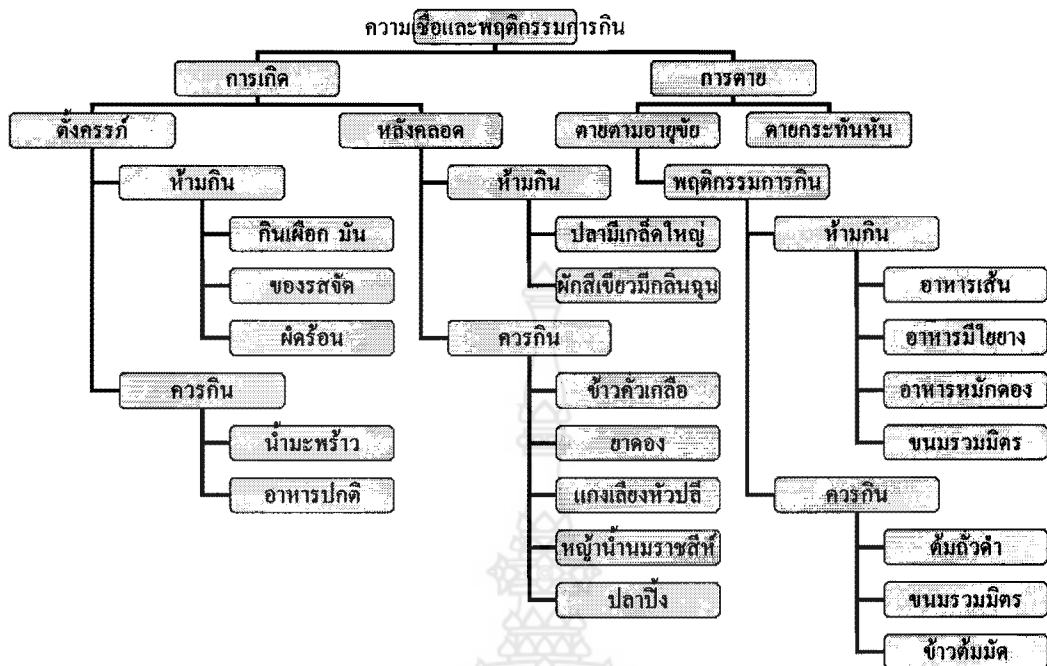 ความเชื่อและพฤติกรรมการกิน
การเกิด
การตาย
ตั้งครรภ์
หลังคลอด
ตายตามอายุขัย
ตายกระทันหัน
ห้ามกิน
ห้ามกิน
พฤติกรรมการกิน
กินเผือก มัน
ปลามีเกล็ดใหญ่
ห้ามกิน
ของรสจัด
ผักสีเขียวมีกลิ่นฉุน
อาหารเส้น
ผัดร้อน
ควรกิน
อาหารมีใยยาง
ควรกิน
ข้าวคั่วเกลือ
อาหารหมักดอง
น้ำมะพร้าว
ยาดอง
ขนมรวมมิตร
อาหารปกติ
แกงเลียงหัวปลี
ควรกิน
หญ้าน้ำนมราชสีห์
ต้มถั่วดำ
ปลาปิ้ง
ขนมรวมมิตร
ข้าวต้มมัด